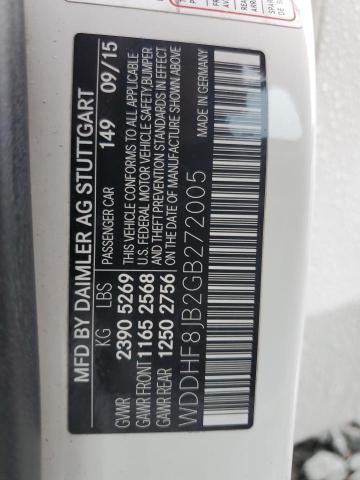 MFD BY DAIMLER AG STUTTGART
KG LBS PASSENGER CAR 149 09/15
GVWR 2390 5269
GAWR FRONT 1165 2568
GAWR REAR 1250 2756
THIS VEHICLE CONFORMS TO ALL APPLICABLE
U.S. FEDERAL MOTOR VEHICLE SAFETY, BUMPER
AND THEFT PREVENTION STANDARDS IN EFFECT
ON THE DATE OF MANUFACTURE SHOWN ABOVE
WDDHF8JB2GB272005 MADE IN GERMANY